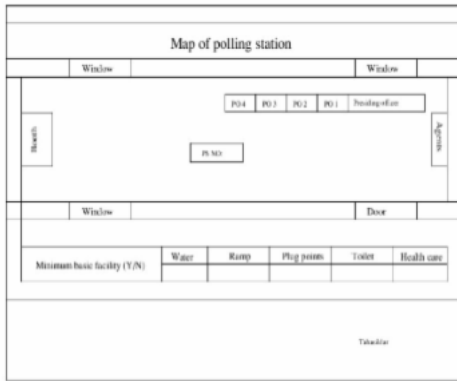 Map of polling station
Window Window
PO 4 PO 3 PO 2 PO 1 Presiding officer
Agents
PS NO:
Window Door
Minimum basic facility (Y/N) Water Ramp Plug points Toilet Health care
Tahasildar